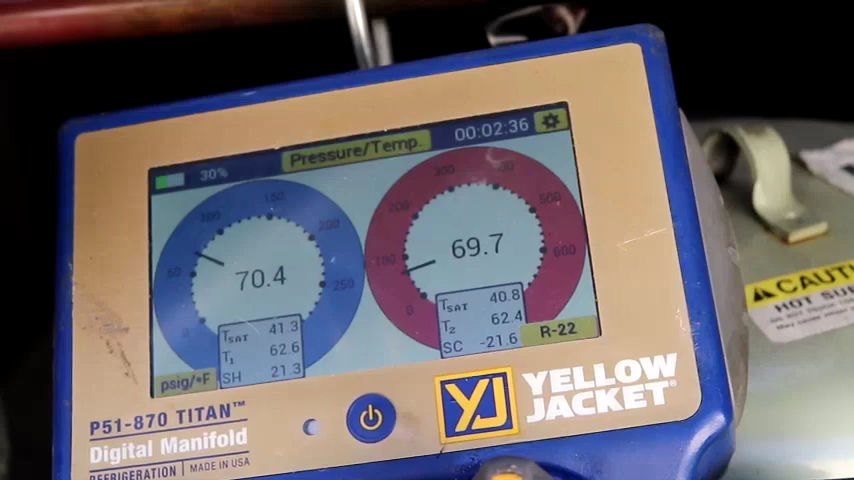 30%
Pressure/Temp.
00:02:36
0
50
100
150
200
250
70.4
TSAT 41.3
T1 62.6
SH 21.3
0
100
200
300
500
600
69.7
TSAT 40.8
T2 62.4
SC -21.6
psig/°F
R-22
P51-870 TITAN™
Digital Manifold
REFRIGERATION | MADE IN USA
YJ
YELLOW
JACKET®
CAUTI
HOT SU